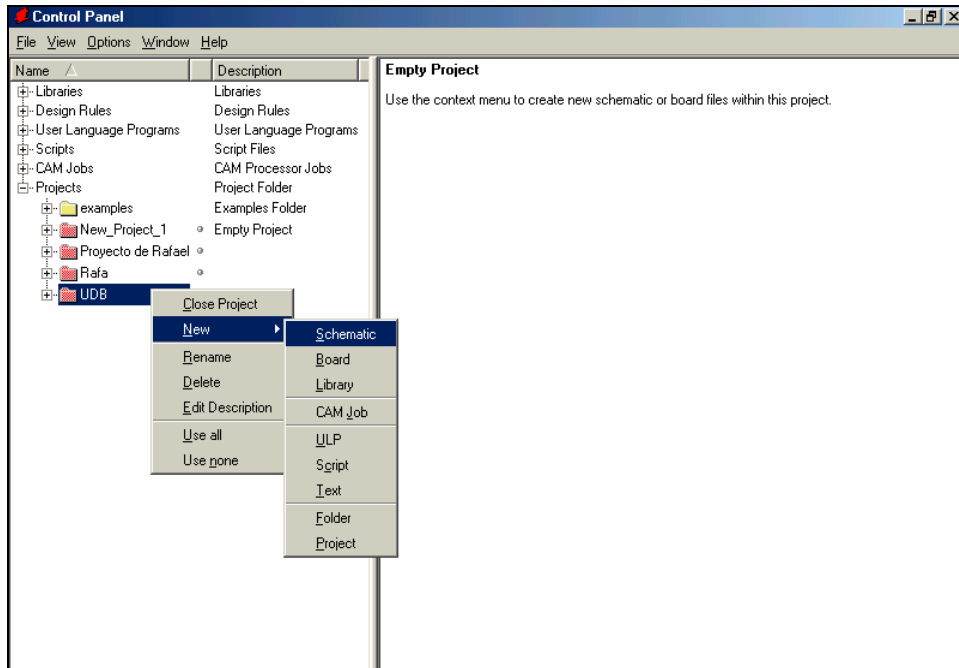 Control Panel
File View Options Window Help
Name Description
Libraries Libraries
Design Rules Design Rules
User Language Programs User Language Programs
Scripts Script Files
CAM Jobs CAM Processor Jobs
Projects Project Folder
examples Examples Folder
New_Project_1 Empty Project
Proyecto de Rafael
Rafa
UDB
Close Project
New
Rename
Delete
Edit Description
Use all
Use none
Schematic
Board
Library
CAM Job
ULP
Script
Text
Folder
Project
Empty Project
Use the context menu to create new schematic or board files within this project.